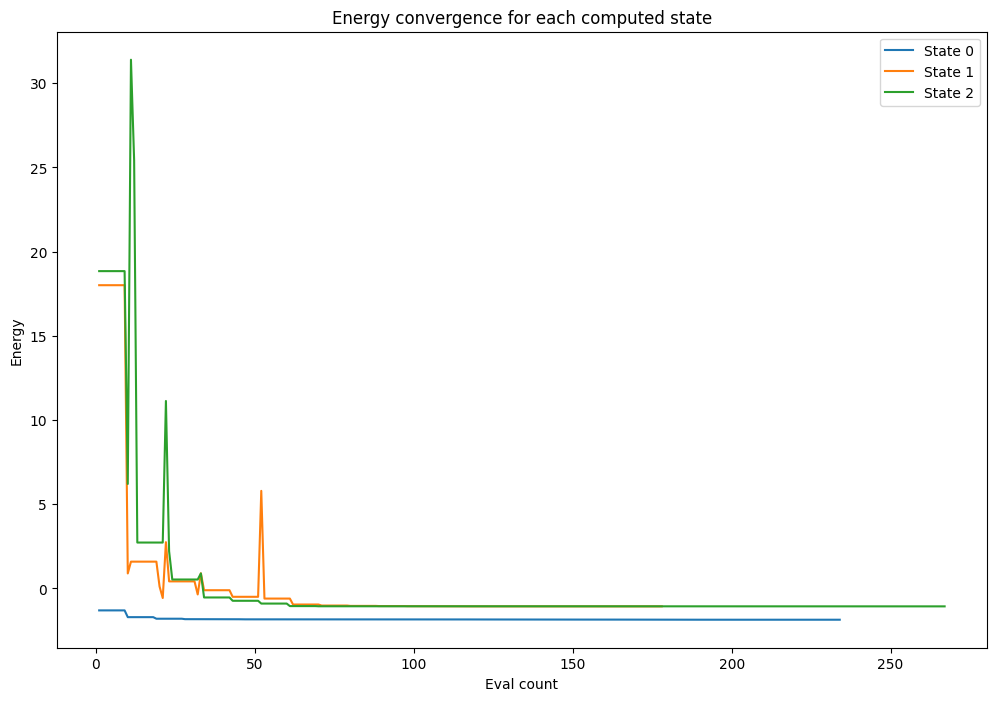 Energy convergence for each computed state
State 0
State 1
State 2
Energy
30
25
20
15
10
5
0
0 50 100 150 200 250
Eval count